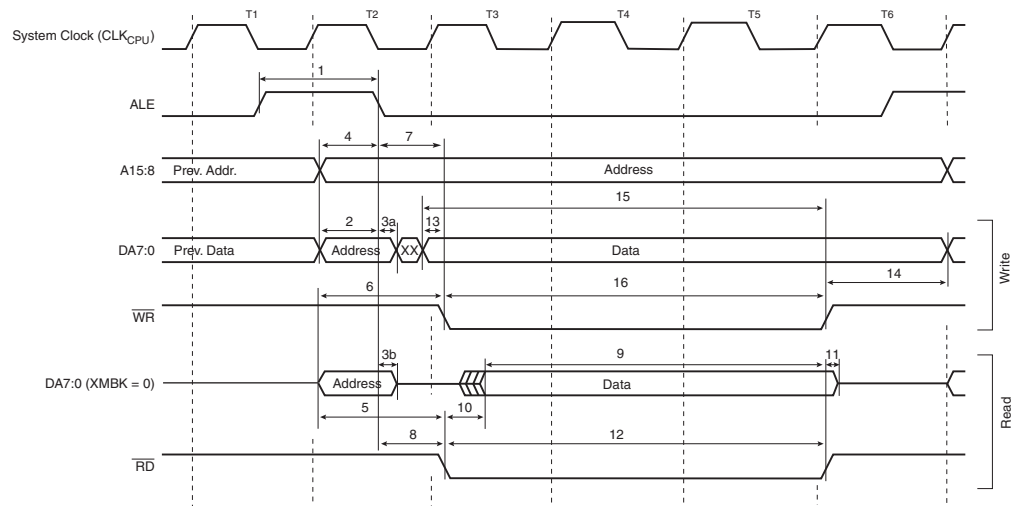 T1 T2 T3 T4 T5 T6
System Clock (CLKCPU)
1
ALE
4 7
A15:8 Prev. Addr. Address
15
2 3a 13
DA7:0 Prev. Data Address XX Data
14
6 16
WR
Write
3b 9 11
DA7:0 (XMBK = 0) Address Data
5 10
8 12
RD
Read